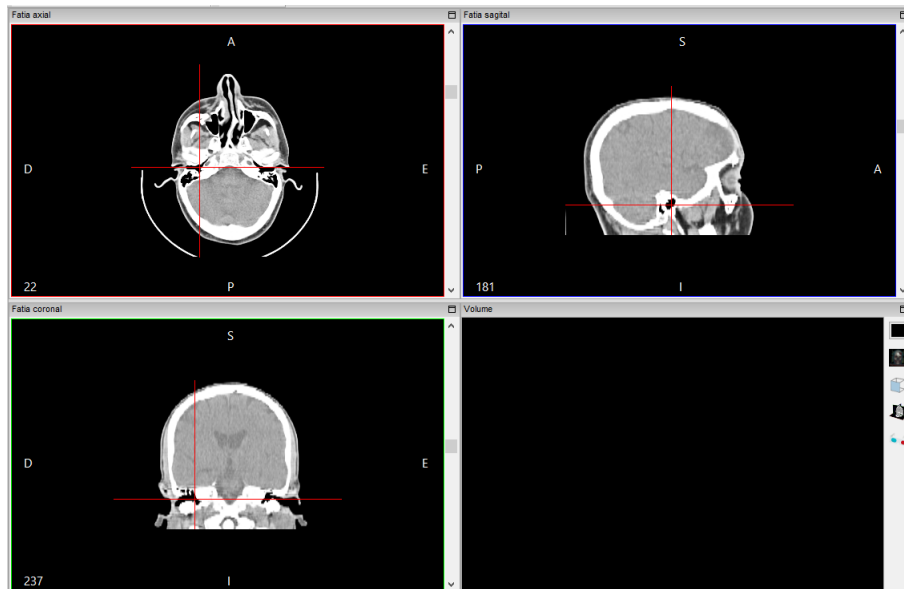 Fatia axial
A
D
E
22
P
Fatia sagital
S
P
A
181
I
Fatia coronal
S
D
E
237
I
Volume